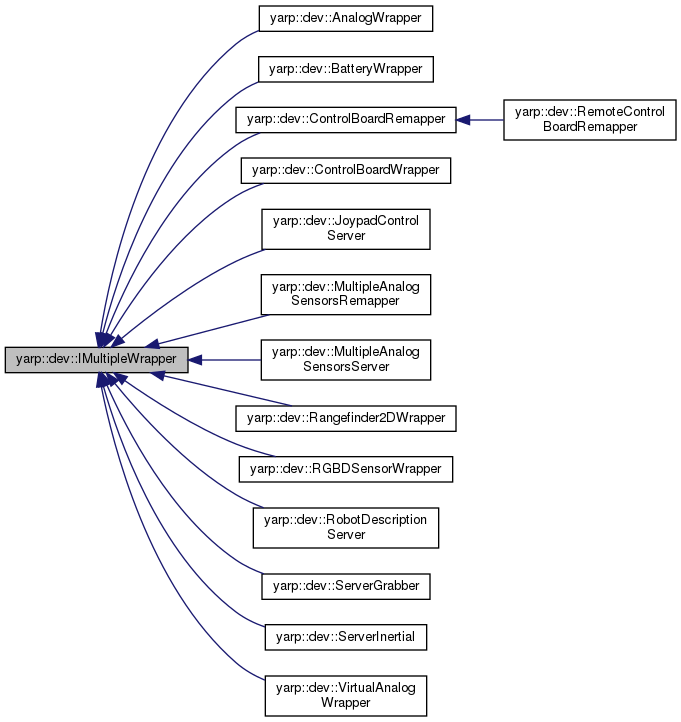 yarp::dev::AnalogWrapper
yarp::dev::BatteryWrapper
yarp::dev::ControlBoardRemapper
yarp::dev::RemoteControl
BoardRemapper
yarp::dev::ControlBoardWrapper
yarp::dev::JoypadControl
Server
yarp::dev::MultipleAnalog
SensorsRemapper
yarp::dev::IMultipleWrapper
yarp::dev::MultipleAnalog
SensorsServer
yarp::dev::Rangefinder2DWrapper
yarp::dev::RGBDSensorWrapper
yarp::dev::RobotDescription
Server
yarp::dev::ServerGrabber
yarp::dev::ServerInertial
yarp::dev::VirtualAnalog
Wrapper